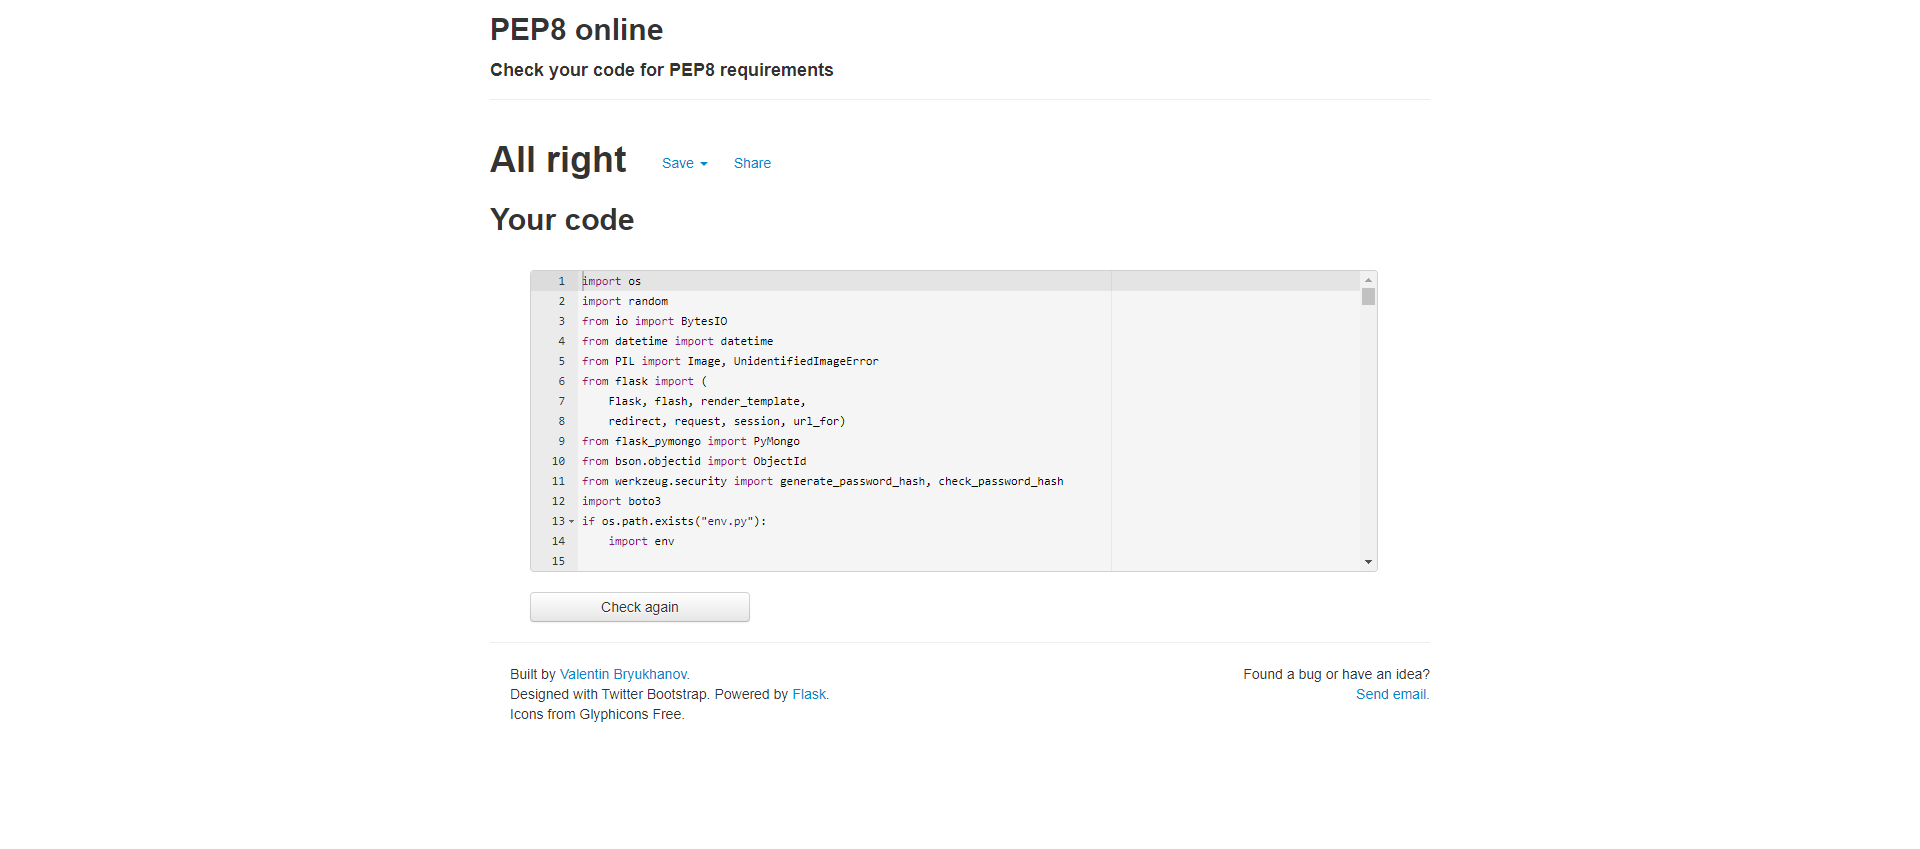 PEP8 online
Check your code for PEP8 requirements
All right Save Share
Your code
1 import os
2 import random
3 from io import BytesIO
4 from datetime import datetime
5 from PIL import Image, UnidentifiedImageError
6 from flask import (
7     Flask, flash, render_template,
8     redirect, request, session, url_for)
9 from flask_pymongo import PyMongo
10 from bson.objectid import ObjectId
11 from werkzeug.security import generate_password_hash, check_password_hash
12 import boto3
13 if os.path.exists("env.py"):
14     import env
15
Check again
Built by Valentin Bryukhanov.
Designed with Twitter Bootstrap. Powered by Flask.
Icons from Glyphicons Free.
Found a bug or have an idea?
Send email.